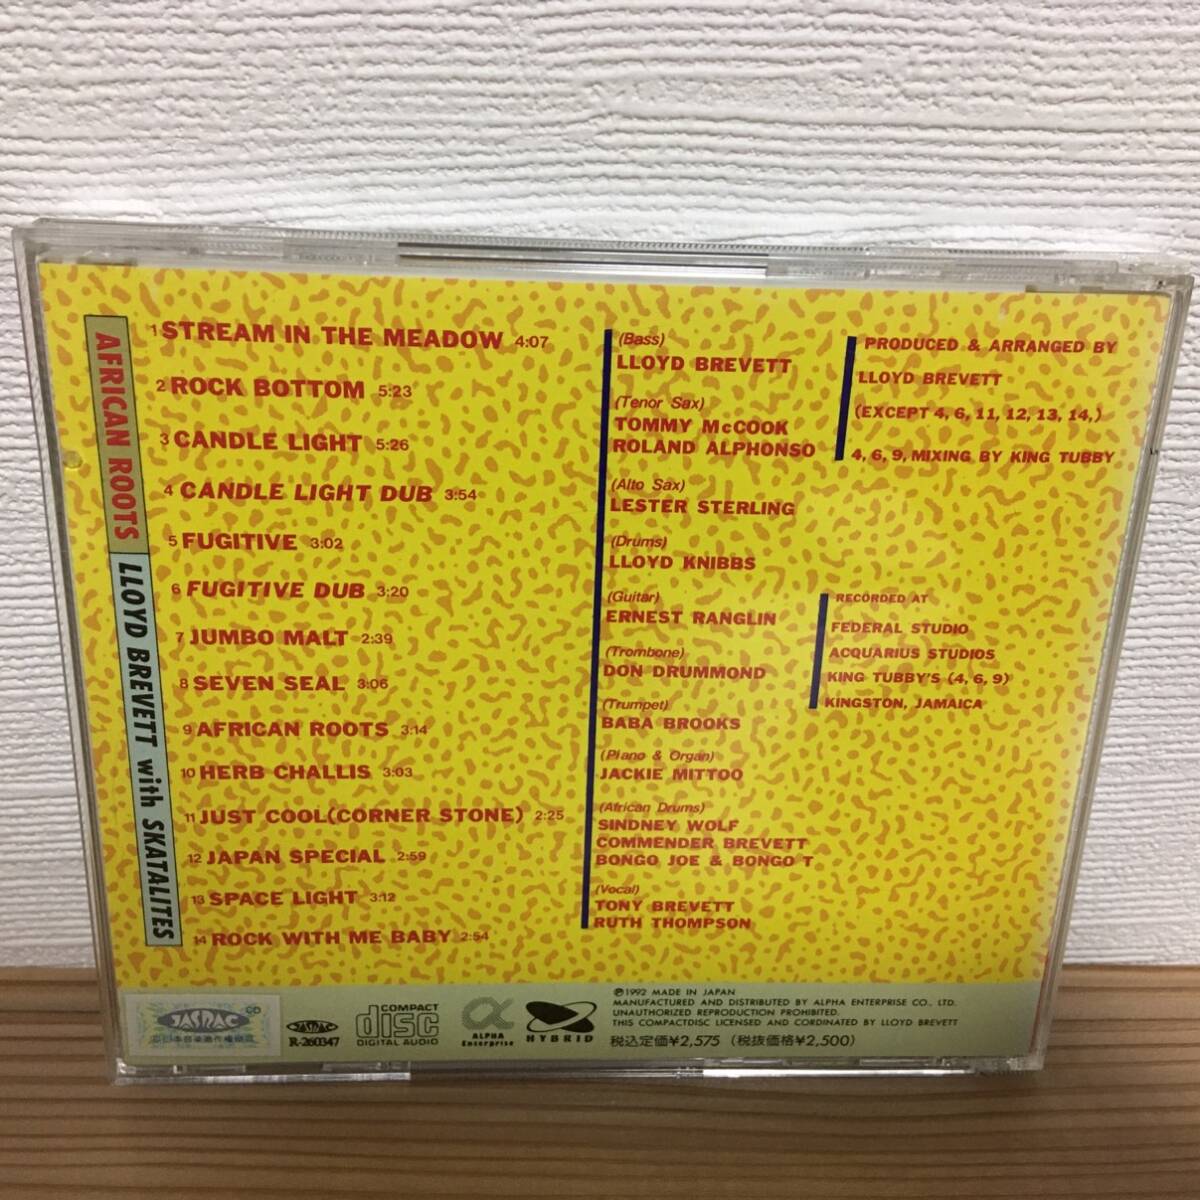 AFRICAN ROOTS LLOYD BREVETT with SKATALITES
1 STREAM IN THE MEADOW 4:07
2 ROCK BOTTOM 5:23
3 CANDLE LIGHT 5:26
4 CANDLE LIGHT DUB 3:54
5 FUGITIVE 3:02
6 FUGITIVE DUB 3:20
7 JUMBO MALT 2:39
8 SEVEN SEAL 3:06
9 AFRICAN ROOTS 3:14
10 HERB CHALLIS 3:03
11 JUST COOL(CORNER STONE) 2:25
12 JAPAN SPECIAL 2:59
13 SPACE LIGHT 3:12
14 ROCK WITH ME BABY 2:54
(Bass)
LLOYD BREVETT
(Tenor Sax)
TOMMY McCOOK
ROLAND ALPHONSO
(Alto Sax)
LESTER STERLING
(Drums)
LLOYD KNIBBS
(Guitar)
ERNEST RANGLIN
(Trombone)
DON DRUMMOND
(Trumpet)
BABA BROOKS
(Piano & Organ)
JACKIE MITTOO
(African Drums)
SINDNEY WOLF
COMMENDER BREVETT
BONGO JOE & BONGO T
(Vocal)
TONY BREVETT
RUTH THOMPSON
PRODUCED & ARRANGED BY
LLOYD BREVETT
(EXCEPT 4, 6, 11, 12, 13, 14,)
4, 6, 9, MIXING BY KING TUBBY
RECORDED AT
FEDERAL STUDIO
ACQUARIUS STUDIOS
KING TUBBY'S (4, 6, 9)
KINGSTON, JAMAICA
JASRAC CD
JASRAC
R-260347
COMPACT
disc
DIGITAL AUDIO
ALPHA
Enterprise
HYBRID
℗1992 MADE IN JAPAN
MANUFACTURED AND DISTRIBUTED BY ALPHA ENTERPRISE CO., LTD.
UNAUTHORIZED REPRODUCTION PROHIBITED.
THIS COMPACTDISC LICENSED AND CORDINATED BY LLOYD BREVETT
税込定価¥2,575 (税抜価格¥2,500)